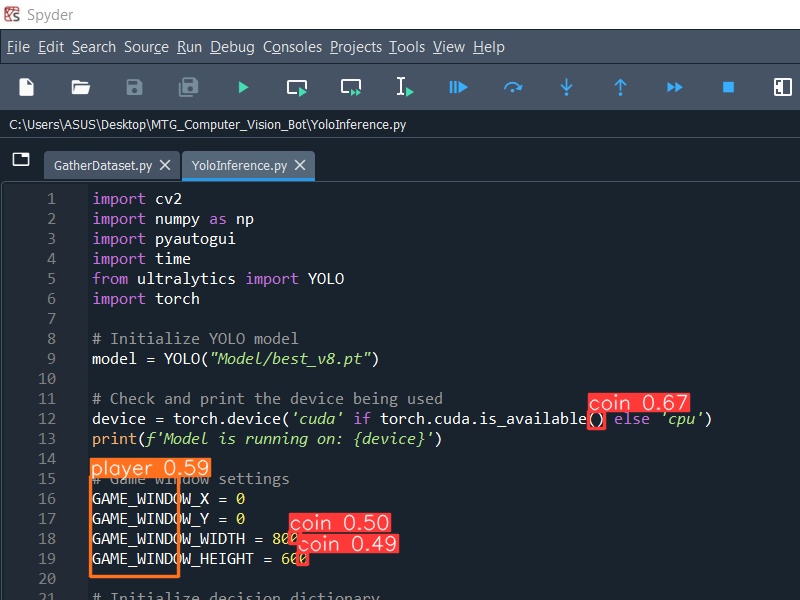 Spyder
File Edit Search Source Run Debug Consoles Projects Tools View Help
C:\Users\ASUS\Desktop\MTG_Computer_Vision_Bot\YoloInference.py
GatherDataset.py YoloInference.py
1 import cv2
2 import numpy as np
3 import pyautogui
4 import time
5 from ultralytics import YOLO
6 import torch
7
8 # Initialize YOLO model
9 model = YOLO("Model/best_v8.pt")
10
11 # Check and print the device being used
coin 0.67
12 device = torch.device('cuda' if torch.cuda.is_available() else 'cpu')
13 print(f'Model is running on: {device}')
14
player 0.59
15 # Game window settings
16 GAME_WINDOW_X = 0
17 GAME_WINDOW_Y = 0
coin 0.50
18 GAME_WINDOW_WIDTH = 800
coin 0.49
19 GAME_WINDOW_HEIGHT = 600
20
21 # Initialize decision dictionary